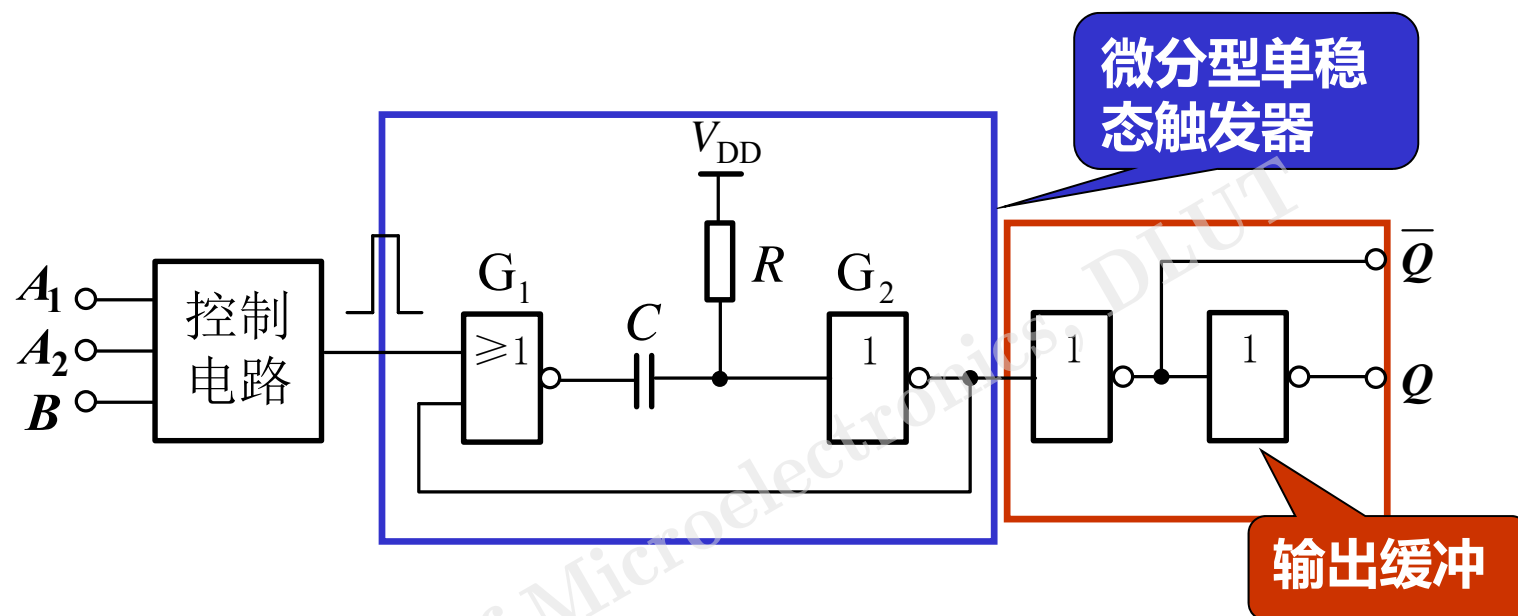 微分型单稳
态触发器
V_DD
R
G₁
G₂
C
A₁
A₂
B
控制
电路
≥1
1
1
1
Q̅
Q
输出缓冲
of Microelectronics, DLUT